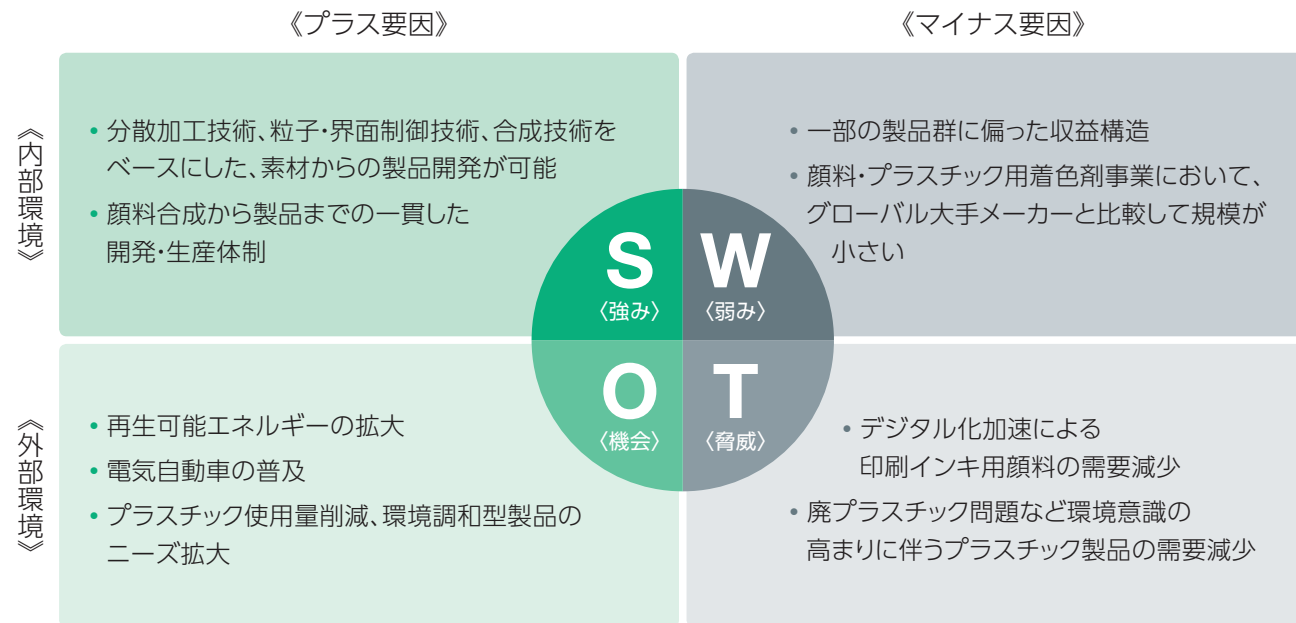 《プラス要因》
《マイナス要因》
《内部環境》
• 分散加工技術、粒子・界面制御技術、合成技術を
ベースにした、素材からの製品開発が可能
• 顔料合成から製品までの一貫した
開発・生産体制
• 一部の製品群に偏った収益構造
• 顔料・プラスチック用着色剤事業において、
グローバル大手メーカーと比較して規模が
小さい
S
〈強み〉
W
〈弱み〉
O
〈機会〉
T
〈脅威〉
《外部環境》
• 再生可能エネルギーの拡大
• 電気自動車の普及
• プラスチック使用量削減、環境調和型製品の
ニーズ拡大
• デジタル化加速による
印刷インキ用顔料の需要減少
• 廃プラスチック問題など環境意識の
高まりに伴うプラスチック製品の需要減少